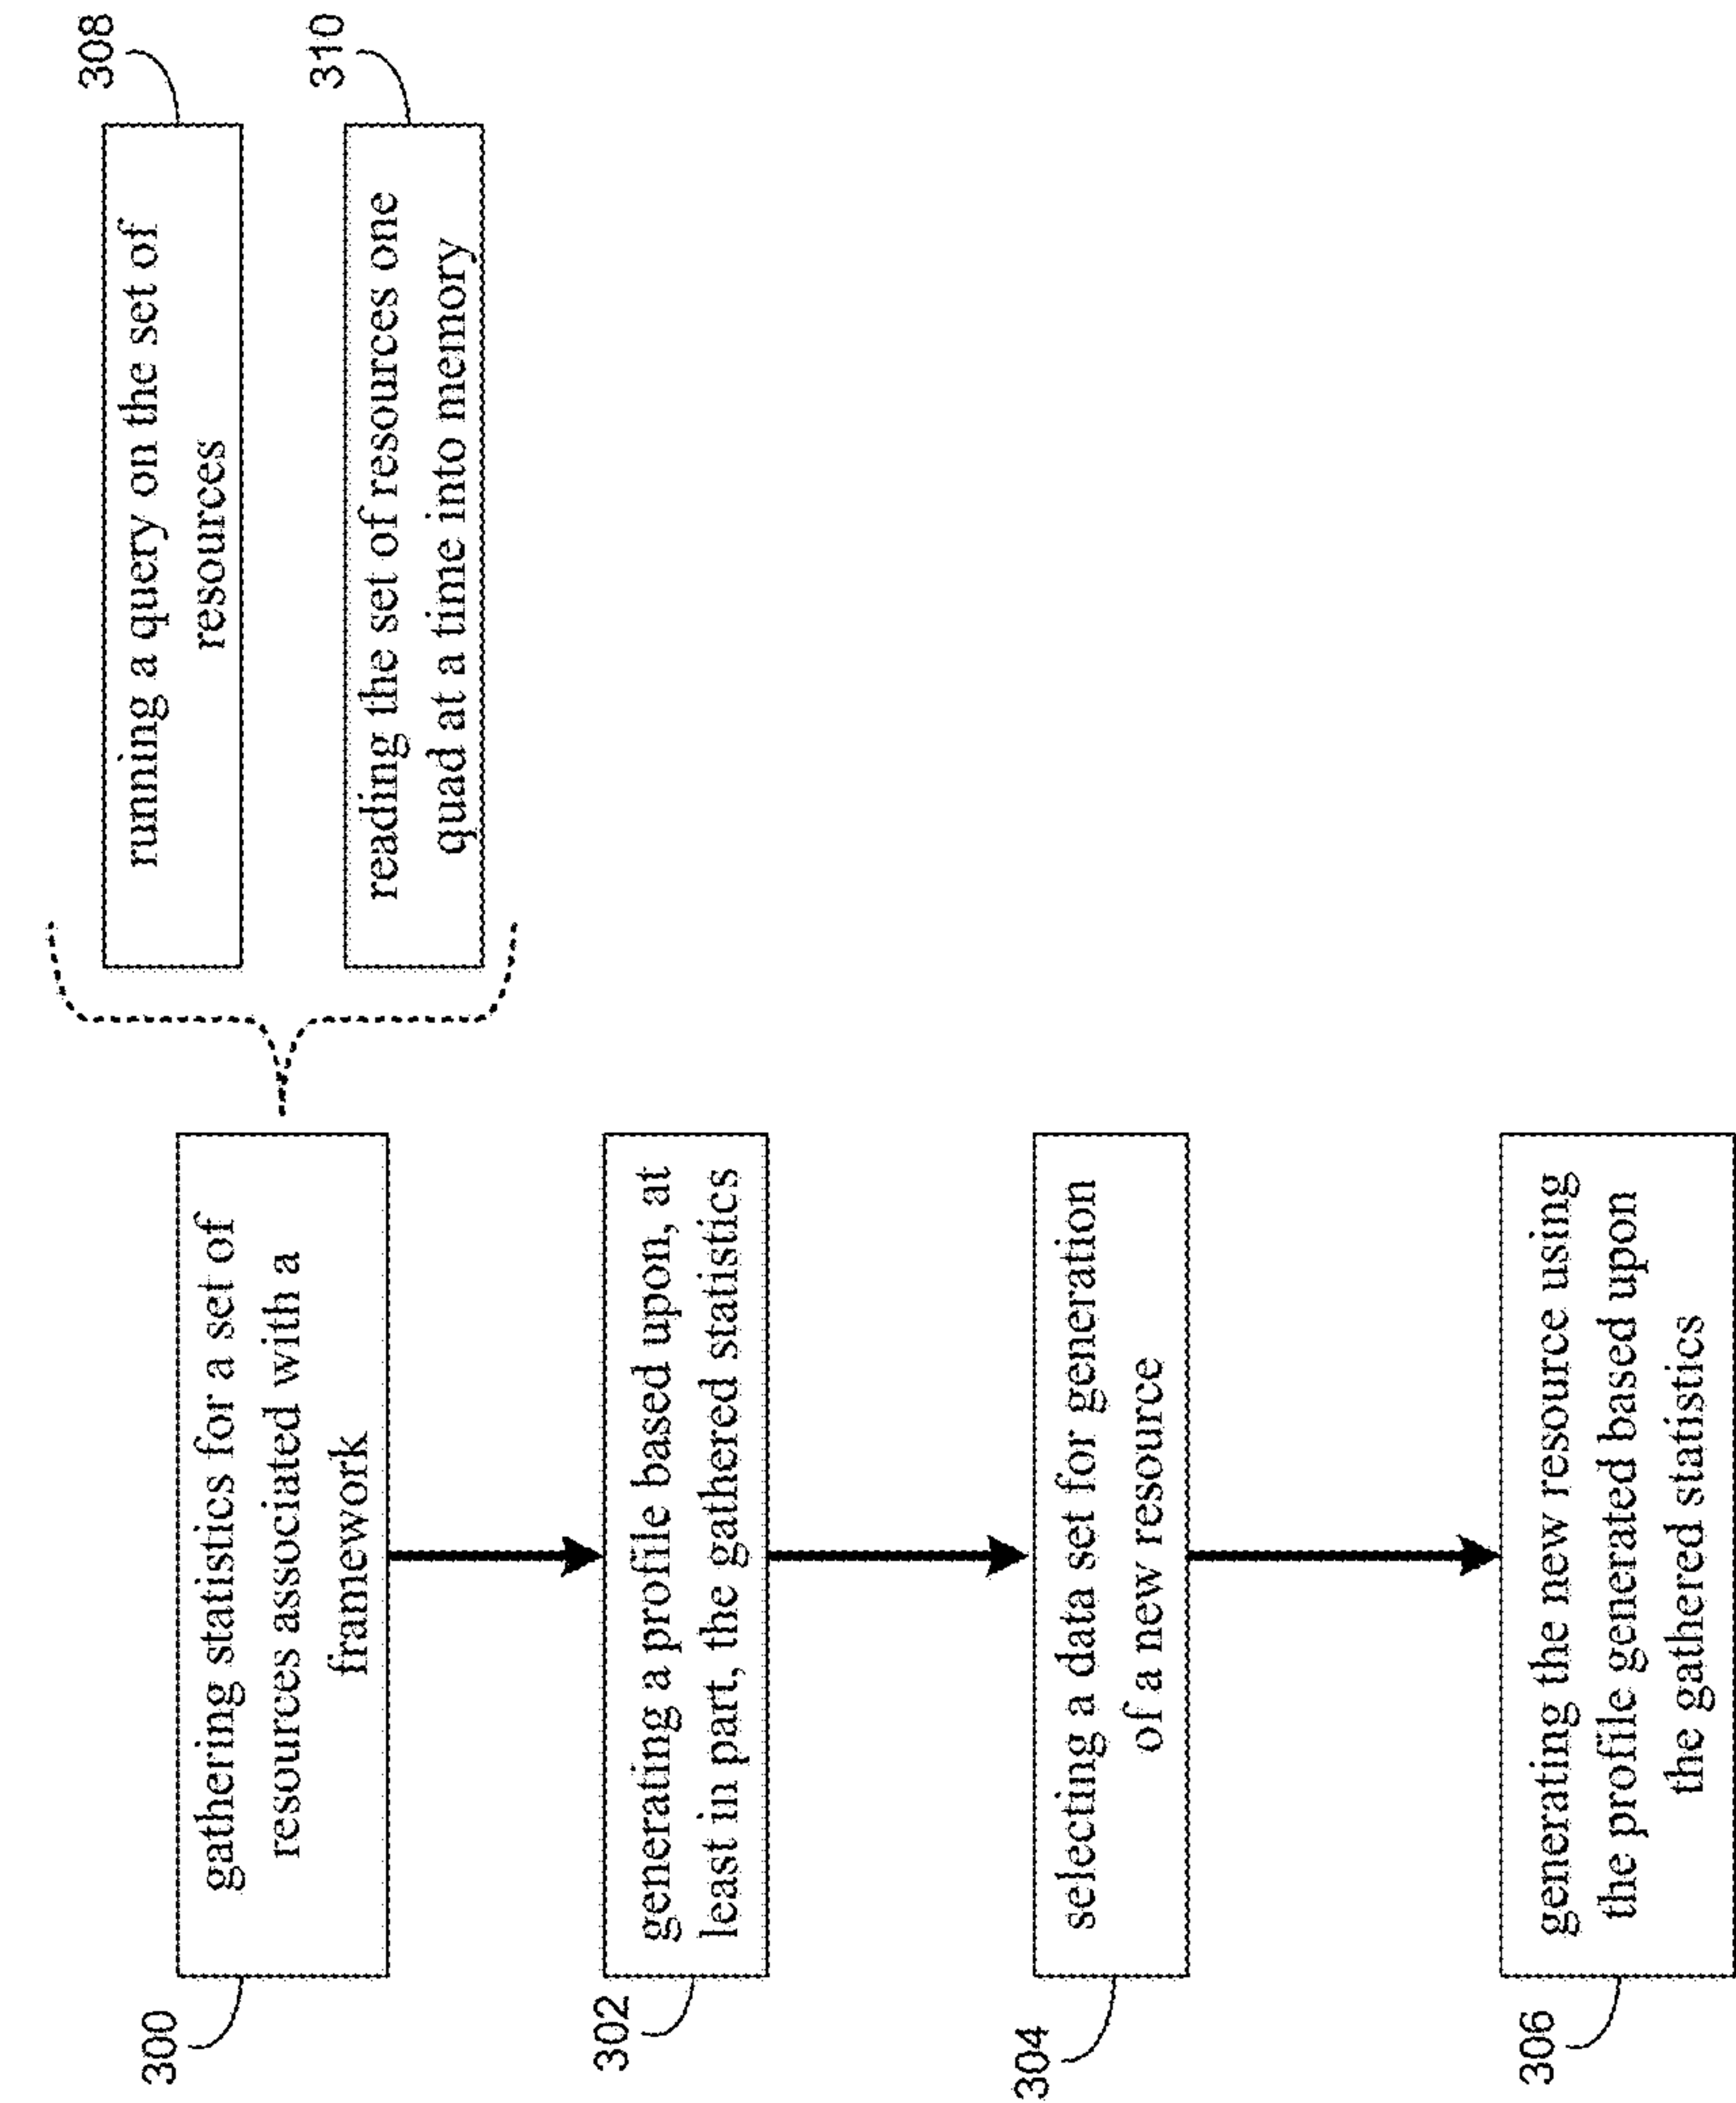 300
gathering statistics for a set of
resources associated with a
framework
308
running a query on the set of
resources
310
reading the set of resources one
quad at a time into memory
302
generating a profile based upon, at
least in part, the gathered statistics
304
selecting a data set for generation
of a new resource
306
generating the new resource using
the profile generated based upon
the gathered statistics